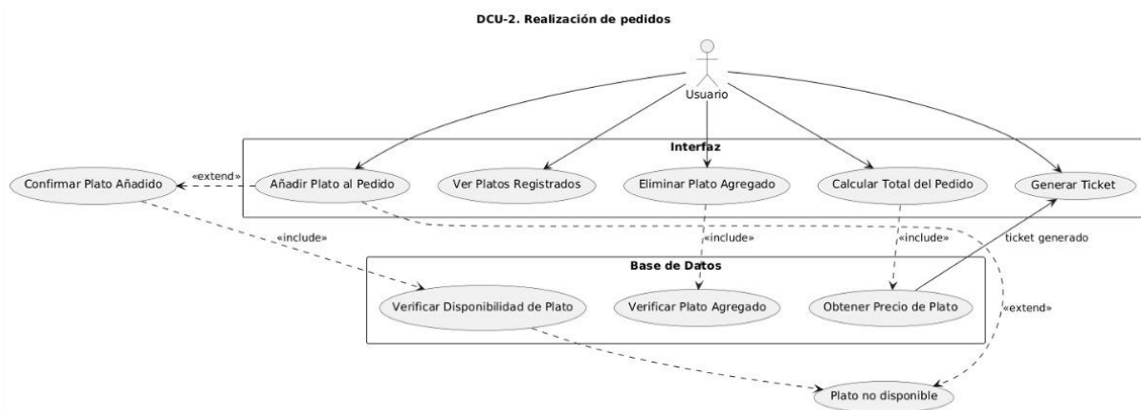 DCU-2. Realización de pedidos
Usuario
Interfaz
Confirmar Plato Añadido
«extend»
Añadir Plato al Pedido
Ver Platos Registrados
Eliminar Plato Agregado
Calcular Total del Pedido
Generar Ticket
«include»
«include»
«include»
ticket generado
Base de Datos
Verificar Disponibilidad de Plato
Verificar Plato Agregado
Obtener Precio de Plato
«extend»
Plato no disponible